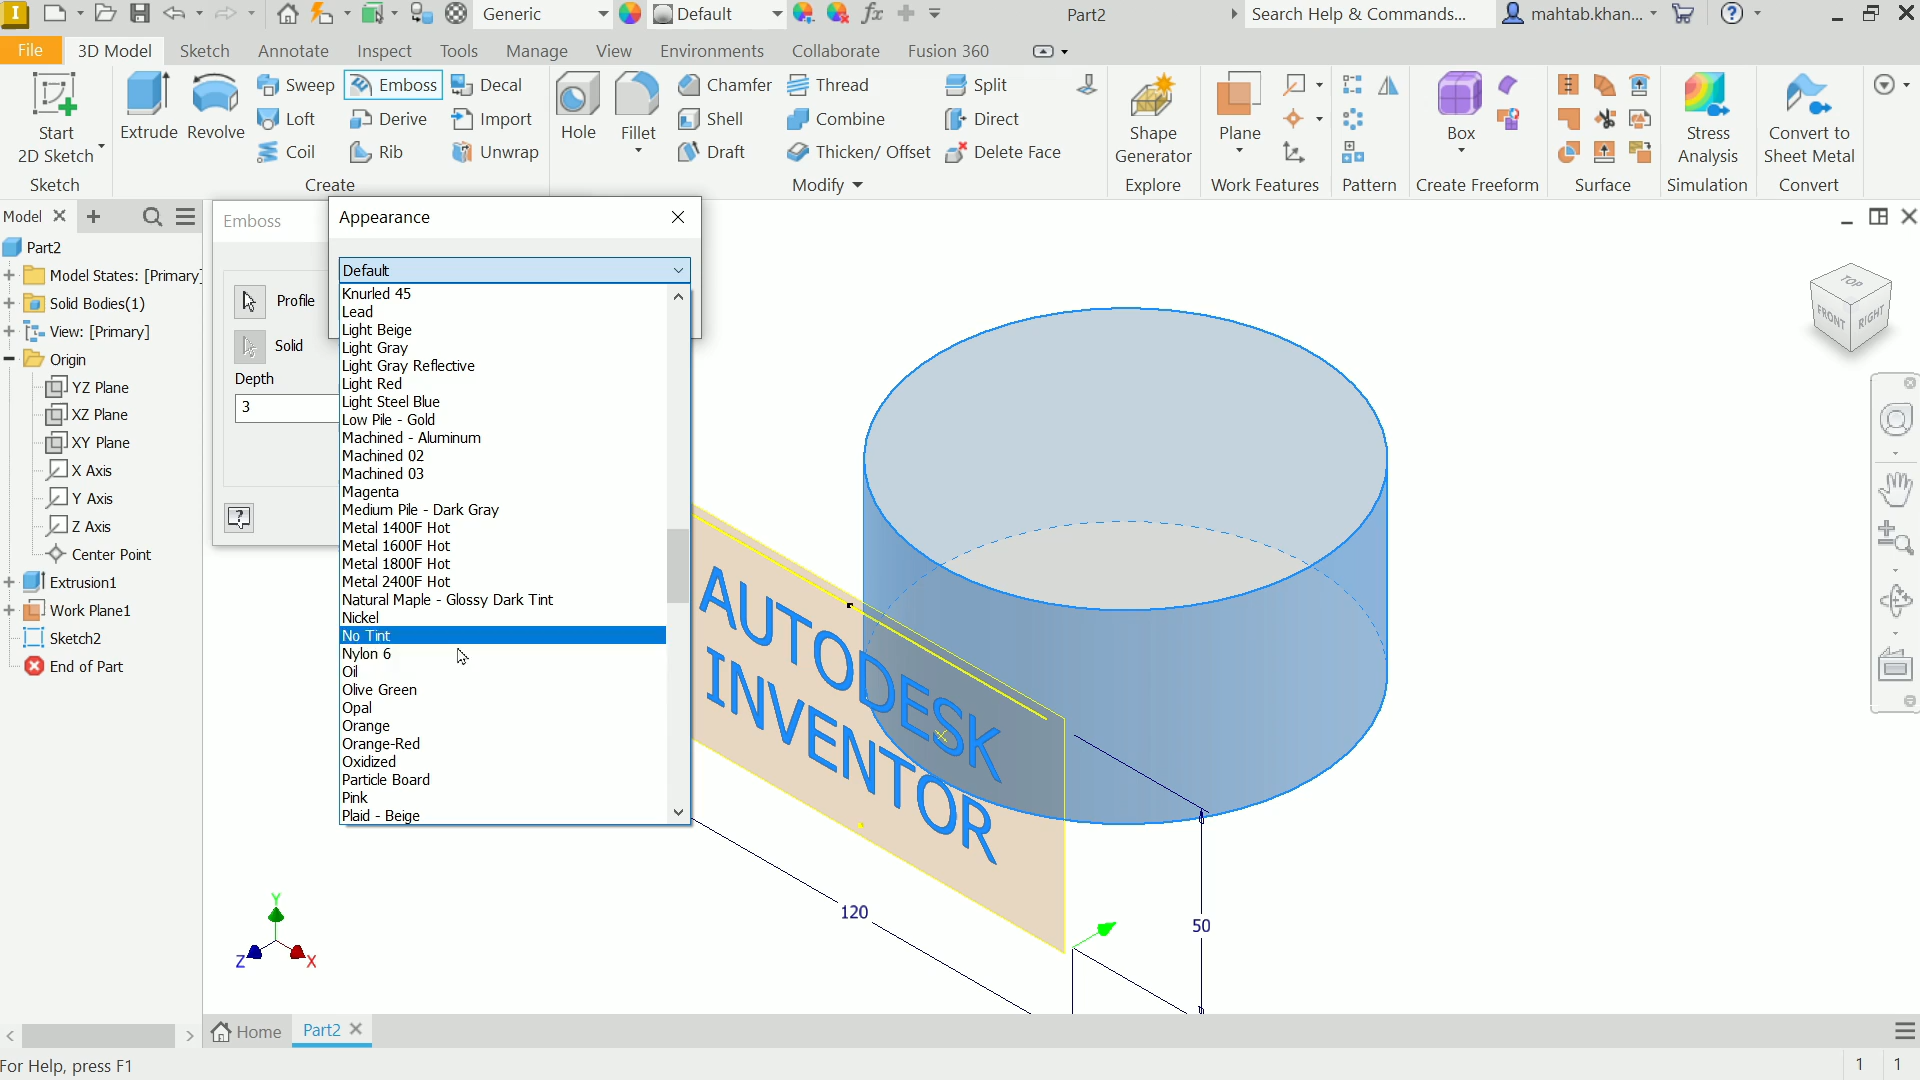 Generic
Default
Part2
Search Help & Commands...
mahtab.khan...
File
3D Model
Sketch
Annotate
Inspect
Tools
Manage
View
Environments
Collaborate
Fusion 360
Start
2D Sketch
Sketch
Extrude
Revolve
Sweep
Loft
Coil
Emboss
Derive
Rib
Decal
Import
Unwrap
Create
Hole
Fillet
Chamfer
Shell
Draft
Thread
Combine
Thicken/ Offset
Split
Direct
Delete Face
Modify
Shape
Generator
Explore
Plane
Work Features
Pattern
Box
Create Freeform
Surface
Stress
Analysis
Simulation
Convert to
Sheet Metal
Convert
Model
Part2
Model States: [Primary]
Solid Bodies(1)
View: [Primary]
Origin
YZ Plane
XZ Plane
XY Plane
X Axis
Y Axis
Z Axis
Center Point
Extrusion1
Work Plane1
Sketch2
End of Part
Emboss
Profile
Solid
Depth
3
Appearance
Default
Knurled 45
Lead
Light Beige
Light Gray
Light Gray Reflective
Light Red
Light Steel Blue
Low Pile - Gold
Machined - Aluminum
Machined 02
Machined 03
Magenta
Medium Pile - Dark Gray
Metal 1400F Hot
Metal 1600F Hot
Metal 1800F Hot
Metal 2400F Hot
Natural Maple - Glossy Dark Tint
Nickel
No Tint
Nylon 6
Oil
Olive Green
Opal
Orange
Orange-Red
Oxidized
Particle Board
Pink
Plaid - Beige
AUTODESK
INVENTOR
120
50
TOP
FRONT
RIGHT
Y
Z
X
Home
Part2
For Help, press F1
1
1